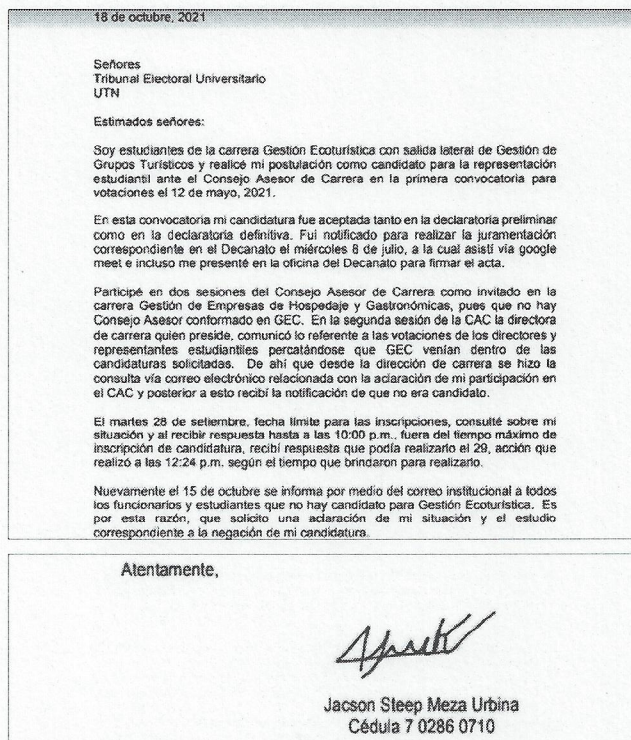 18 de octubre, 2021
Señores
Tribunal Electoral Universitario
UTN
Estimados señores:
Soy estudiantes de la carrera Gestión Ecoturística con salida lateral de Gestión de
Grupos Turísticos y realicé mi postulación como candidato para la representación
estudiantil ante el Consejo Asesor de Carrera en la primera convocatoria para
votaciones el 12 de mayo, 2021.
En esta convocatoria mi candidatura fue aceptada tanto en la declaratoria preliminar
como en la declaratoria definitiva. Fui notificado para realizar la juramentación
correspondiente en el Decanato el miércoles 8 de julio, a la cual asistí vía google
meet e incluso me presenté en la oficina del Decanato para firmar el acta.
Participé en dos sesiones del Consejo Asesor de Carrera como invitado en la
carrera Gestión de Empresas de Hospedaje y Gastronómicas, pues que no hay
Consejo Asesor conformado en GEC. En la segunda sesión de la CAC la directora
de carrera quien preside, comunicó lo referente a las votaciones de los directores y
representantes estudiantiles percatándose que GEC venían dentro de las
candidaturas solicitadas. De ahí que desde la dirección de carrera se hizo la
consulta vía correo electrónico relacionada con la aclaración de mi participación en
el CAC y posterior a esto recibí la notificación de que no era candidato.
El martes 28 de setiembre, fecha límite para las inscripciones, consulté sobre mi
situación y al recibir respuesta hasta a las 10:00 p.m., fuera del tiempo máximo de
inscripción de candidatura, recibí respuesta que podía realizarlo el 29, acción que
realizó a las 12:24 p.m. según el tiempo que brindaron para realizarlo.
Nuevamente el 15 de octubre se informa por medio del correo institucional a todos
los funcionarios y estudiantes que no hay candidato para Gestión Ecoturística. Es
por esta razón, que solicito una aclaración de mi situación y el estudio
correspondiente a la negación de mi candidatura.
Atentamente,
Jacson Steep Meza Urbina
Cédula 7 0286 0710